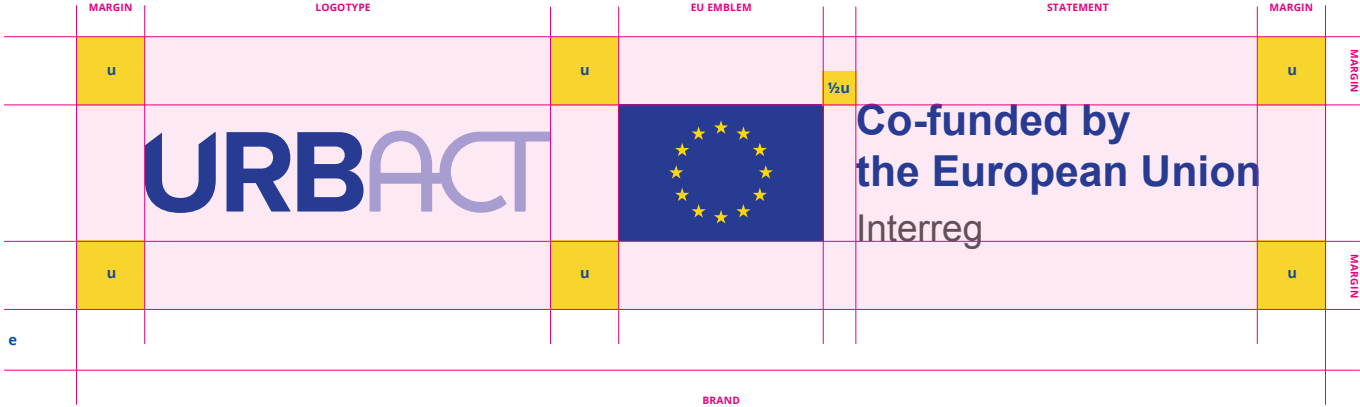 MARGIN LOGOTYPE EU EMBLEM STATEMENT MARGIN
u u u MARGIN
½u
URBACT
Co-funded by
the European Union
Interreg
u u u MARGIN
e
BRAND